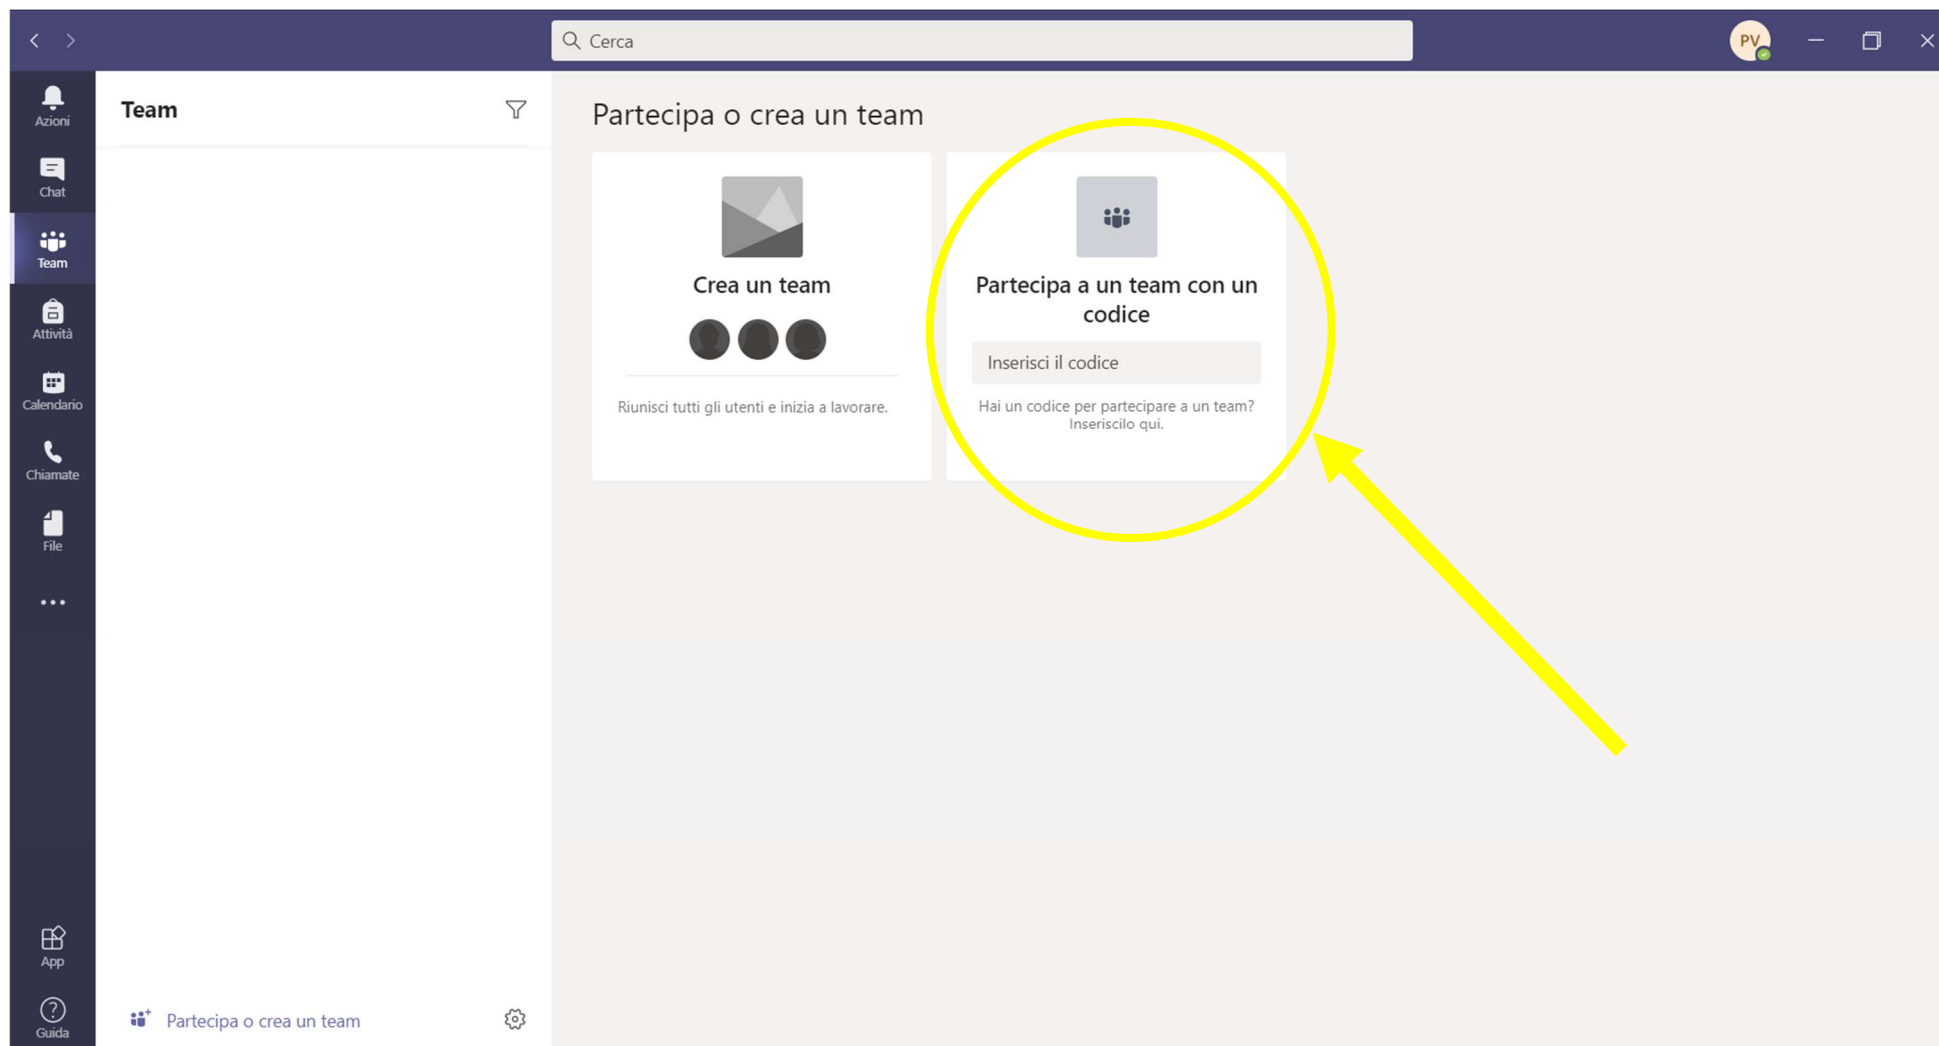 Cerca
PV
Azioni
Chat
Team
Attività
Calendario
Chiamate
File
App
Guida
Team
Partecipa o crea un team
Partecipa o crea un team
Crea un team
Riunisci tutti gli utenti e inizia a lavorare.
Partecipa a un team con un
codice
Inserisci il codice
Hai un codice per partecipare a un team?
Inseriscilo qui.